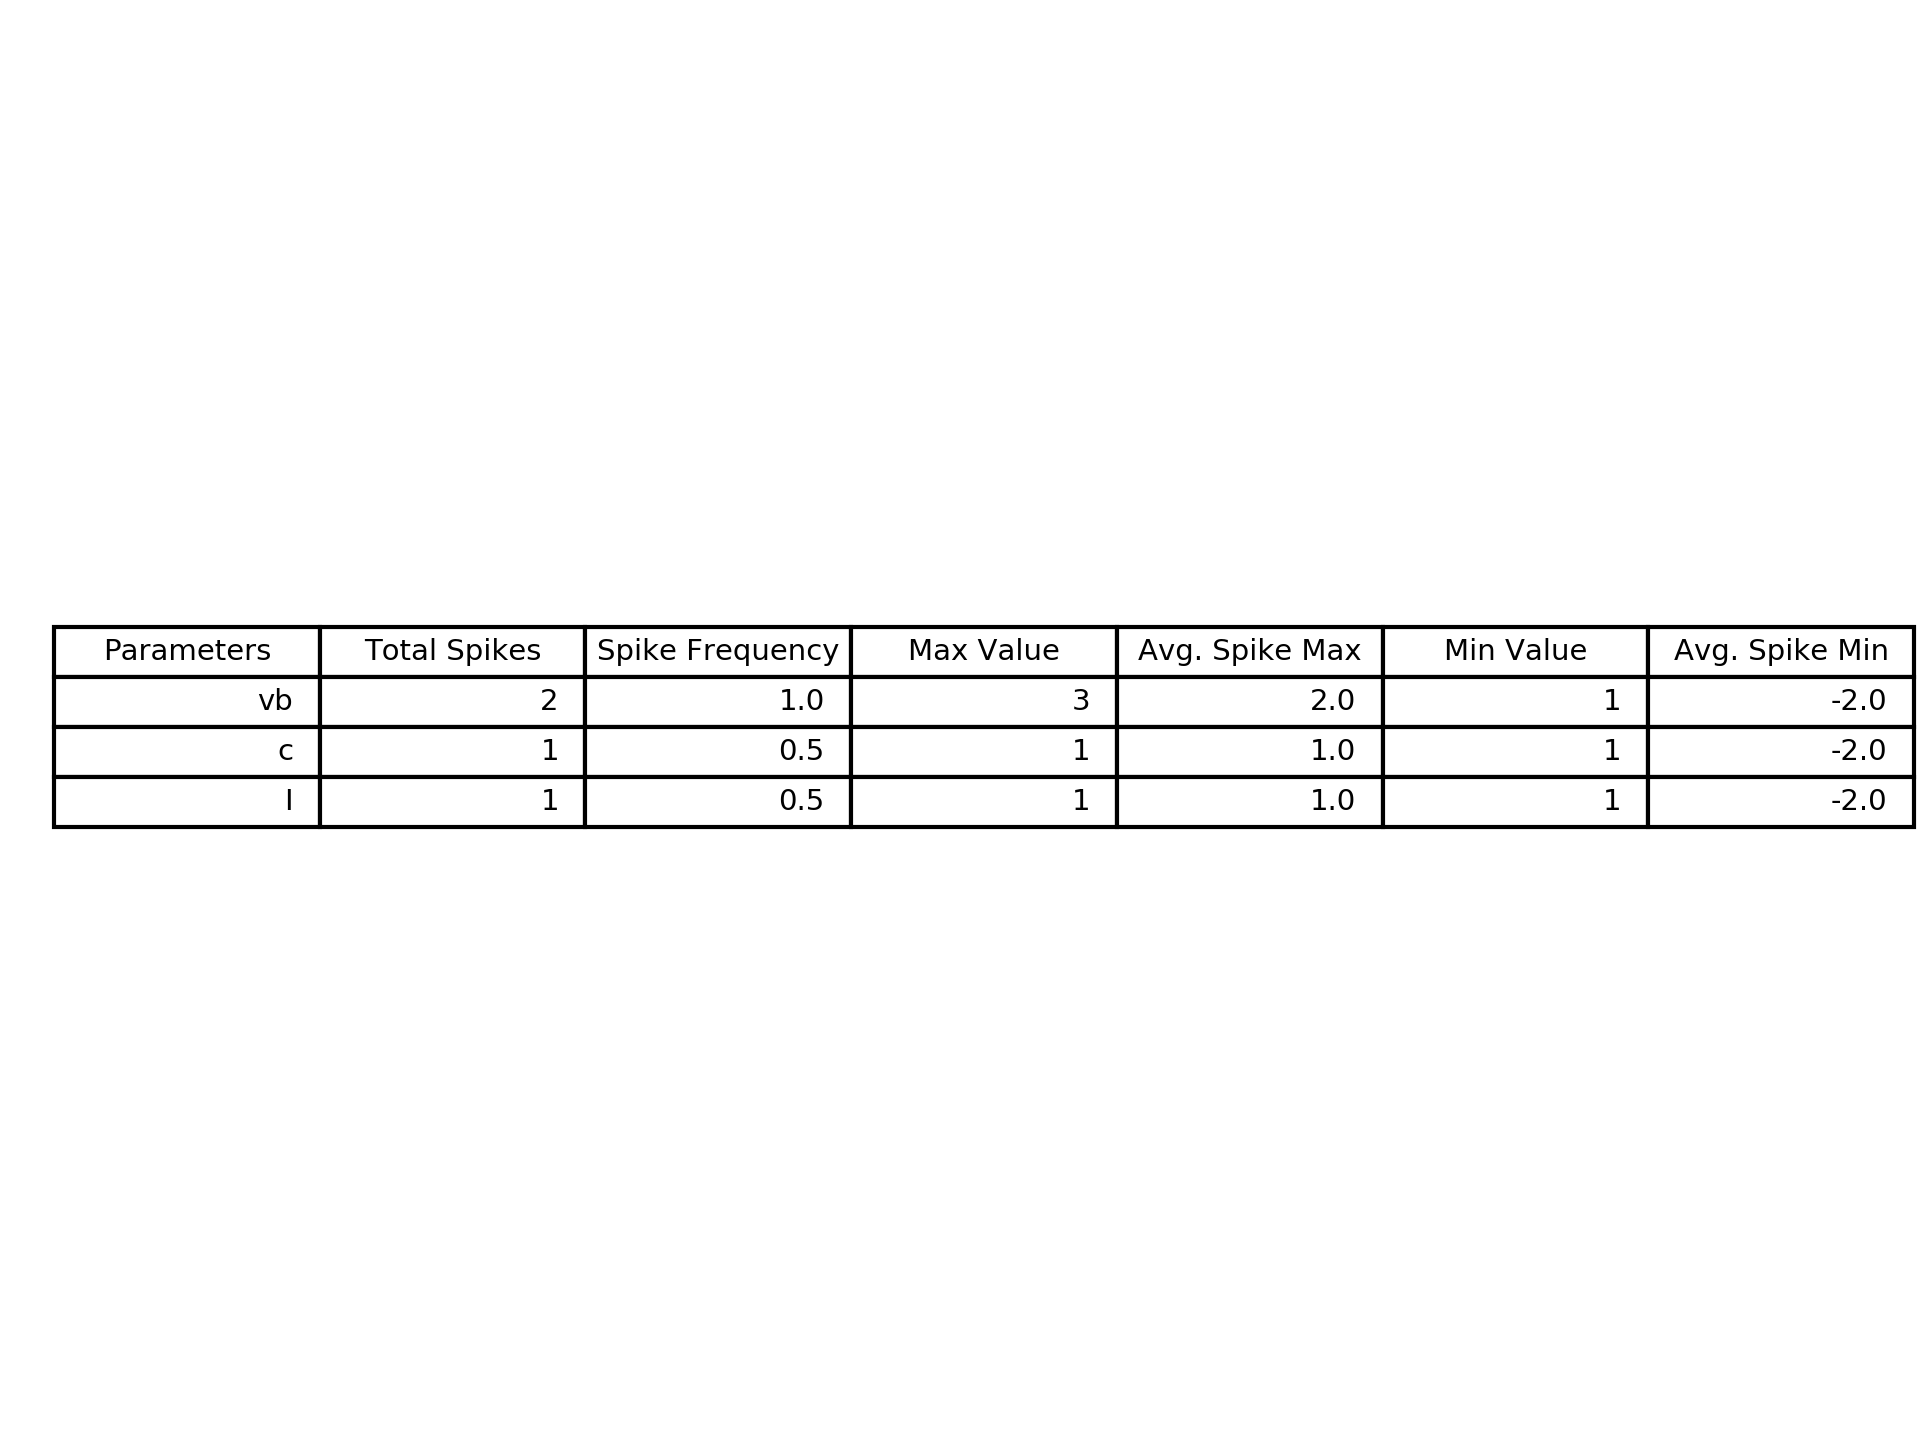 Parameters Total Spikes Spike Frequency Max Value Avg. Spike Max Min Value Avg. Spike Min
vb 2 1.0 3 2.0 1 -2.0
c 1 0.5 1 1.0 1 -2.0
I 1 0.5 1 1.0 1 -2.0